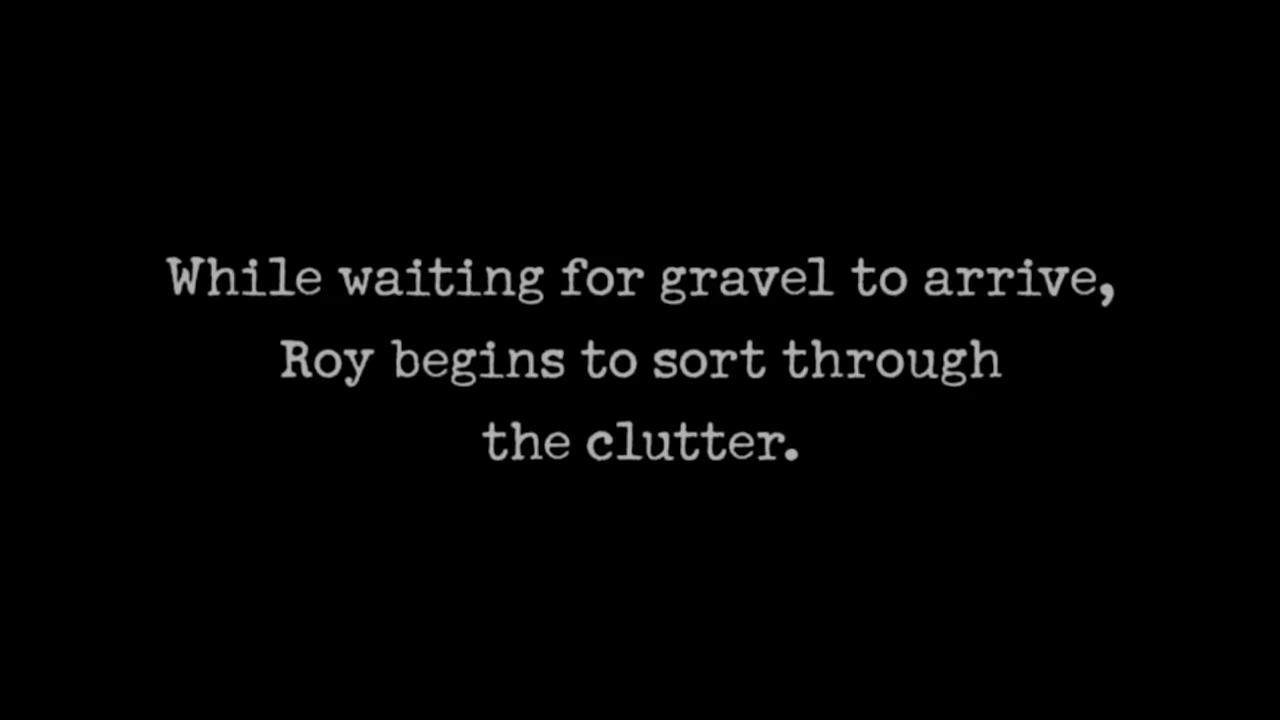 While waiting for gravel to arrive,
Roy begins to sort through
the clutter.